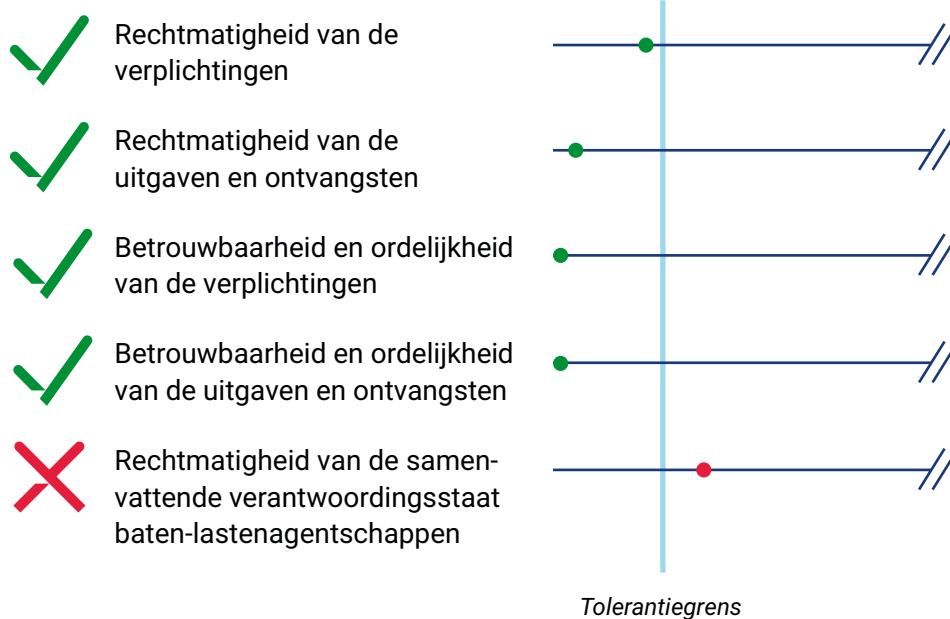 Rechtmatigheid van de
verplichtingen
Rechtmatigheid van de
uitgaven en ontvangsten
Betrouwbaarheid en ordelijkheid
van de verplichtingen
Betrouwbaarheid en ordelijkheid
van de uitgaven en ontvangsten
Rechtmatigheid van de samen-
vattende verantwoordingsstaat
baten-lastenagentschappen
Tolerantiegrens